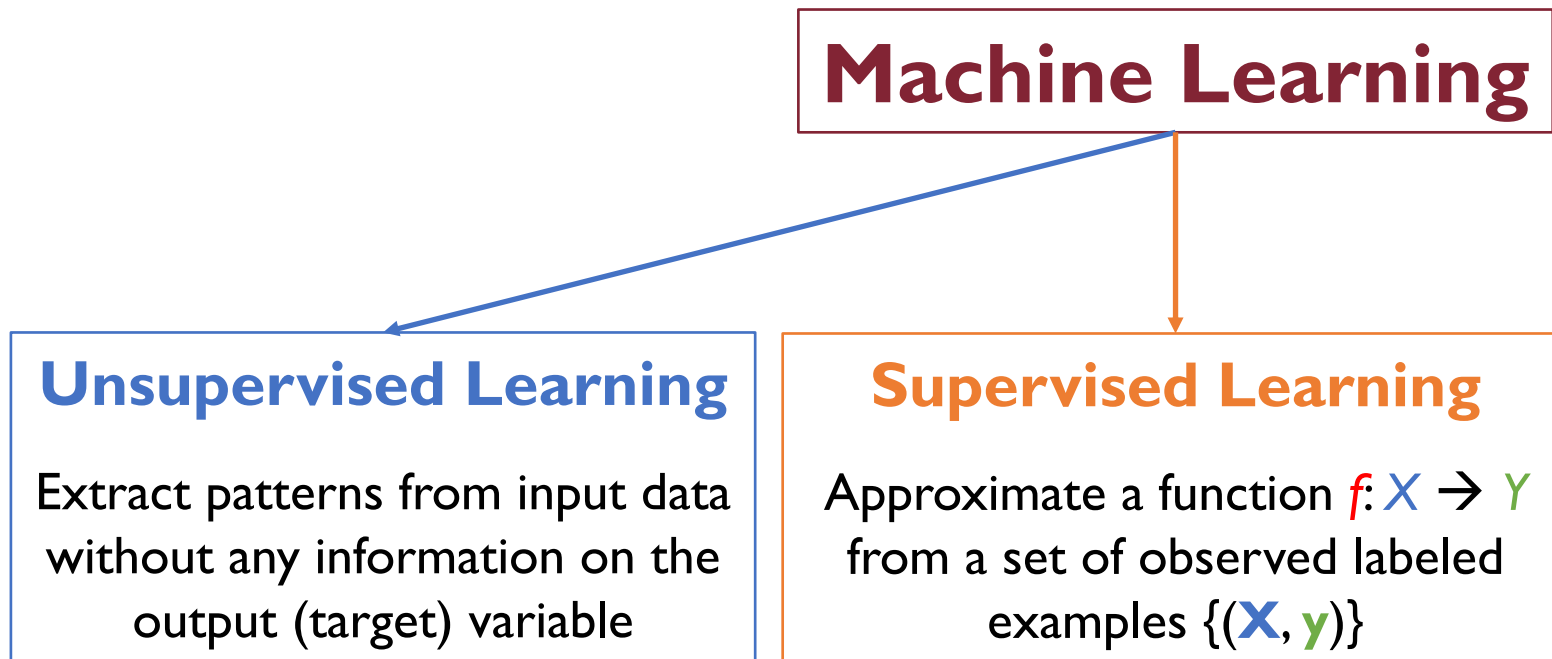 Machine Learning
Unsupervised Learning
Extract patterns from input data
without any information on the
output (target) variable
Supervised Learning
Approximate a function f: X → Y
from a set of observed labeled
examples {(X, y)}